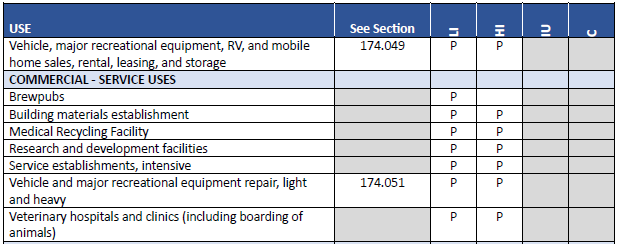 USE See Section LI HI IU C
Vehicle, major recreational equipment, RV, and mobile 174.049 P P
home sales, rental, leasing, and storage
COMMERCIAL - SERVICE USES
Brewpubs P
Building materials establishment P P
Medical Recycling Facility P P
Research and development facilities P P
Service establishments, intensive P P
Vehicle and major recreational equipment repair, light 174.051 P P
and heavy
Veterinary hospitals and clinics (including boarding of P P
animals)